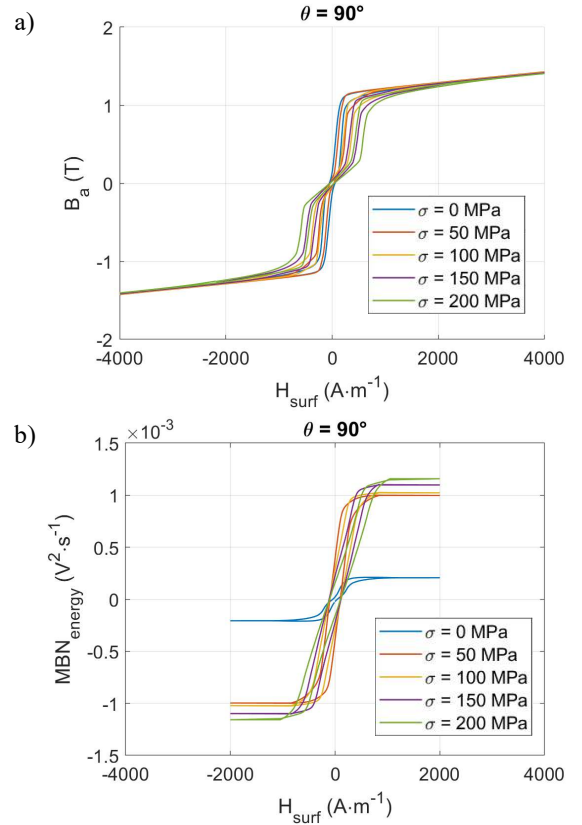 a)
θ = 90°
2
1
0
-1
-2
B_a (T)
σ = 0 MPa
σ = 50 MPa
σ = 100 MPa
σ = 150 MPa
σ = 200 MPa
-4000 -2000 0 2000 4000
H_surf (A·m⁻¹)
b)
θ = 90°
×10⁻³
1.5
1
0.5
0
-0.5
-1
-1.5
MBN_energy (V²·s⁻¹)
σ = 0 MPa
σ = 50 MPa
σ = 100 MPa
σ = 150 MPa
σ = 200 MPa
-4000 -2000 0 2000 4000
H_surf (A·m⁻¹)